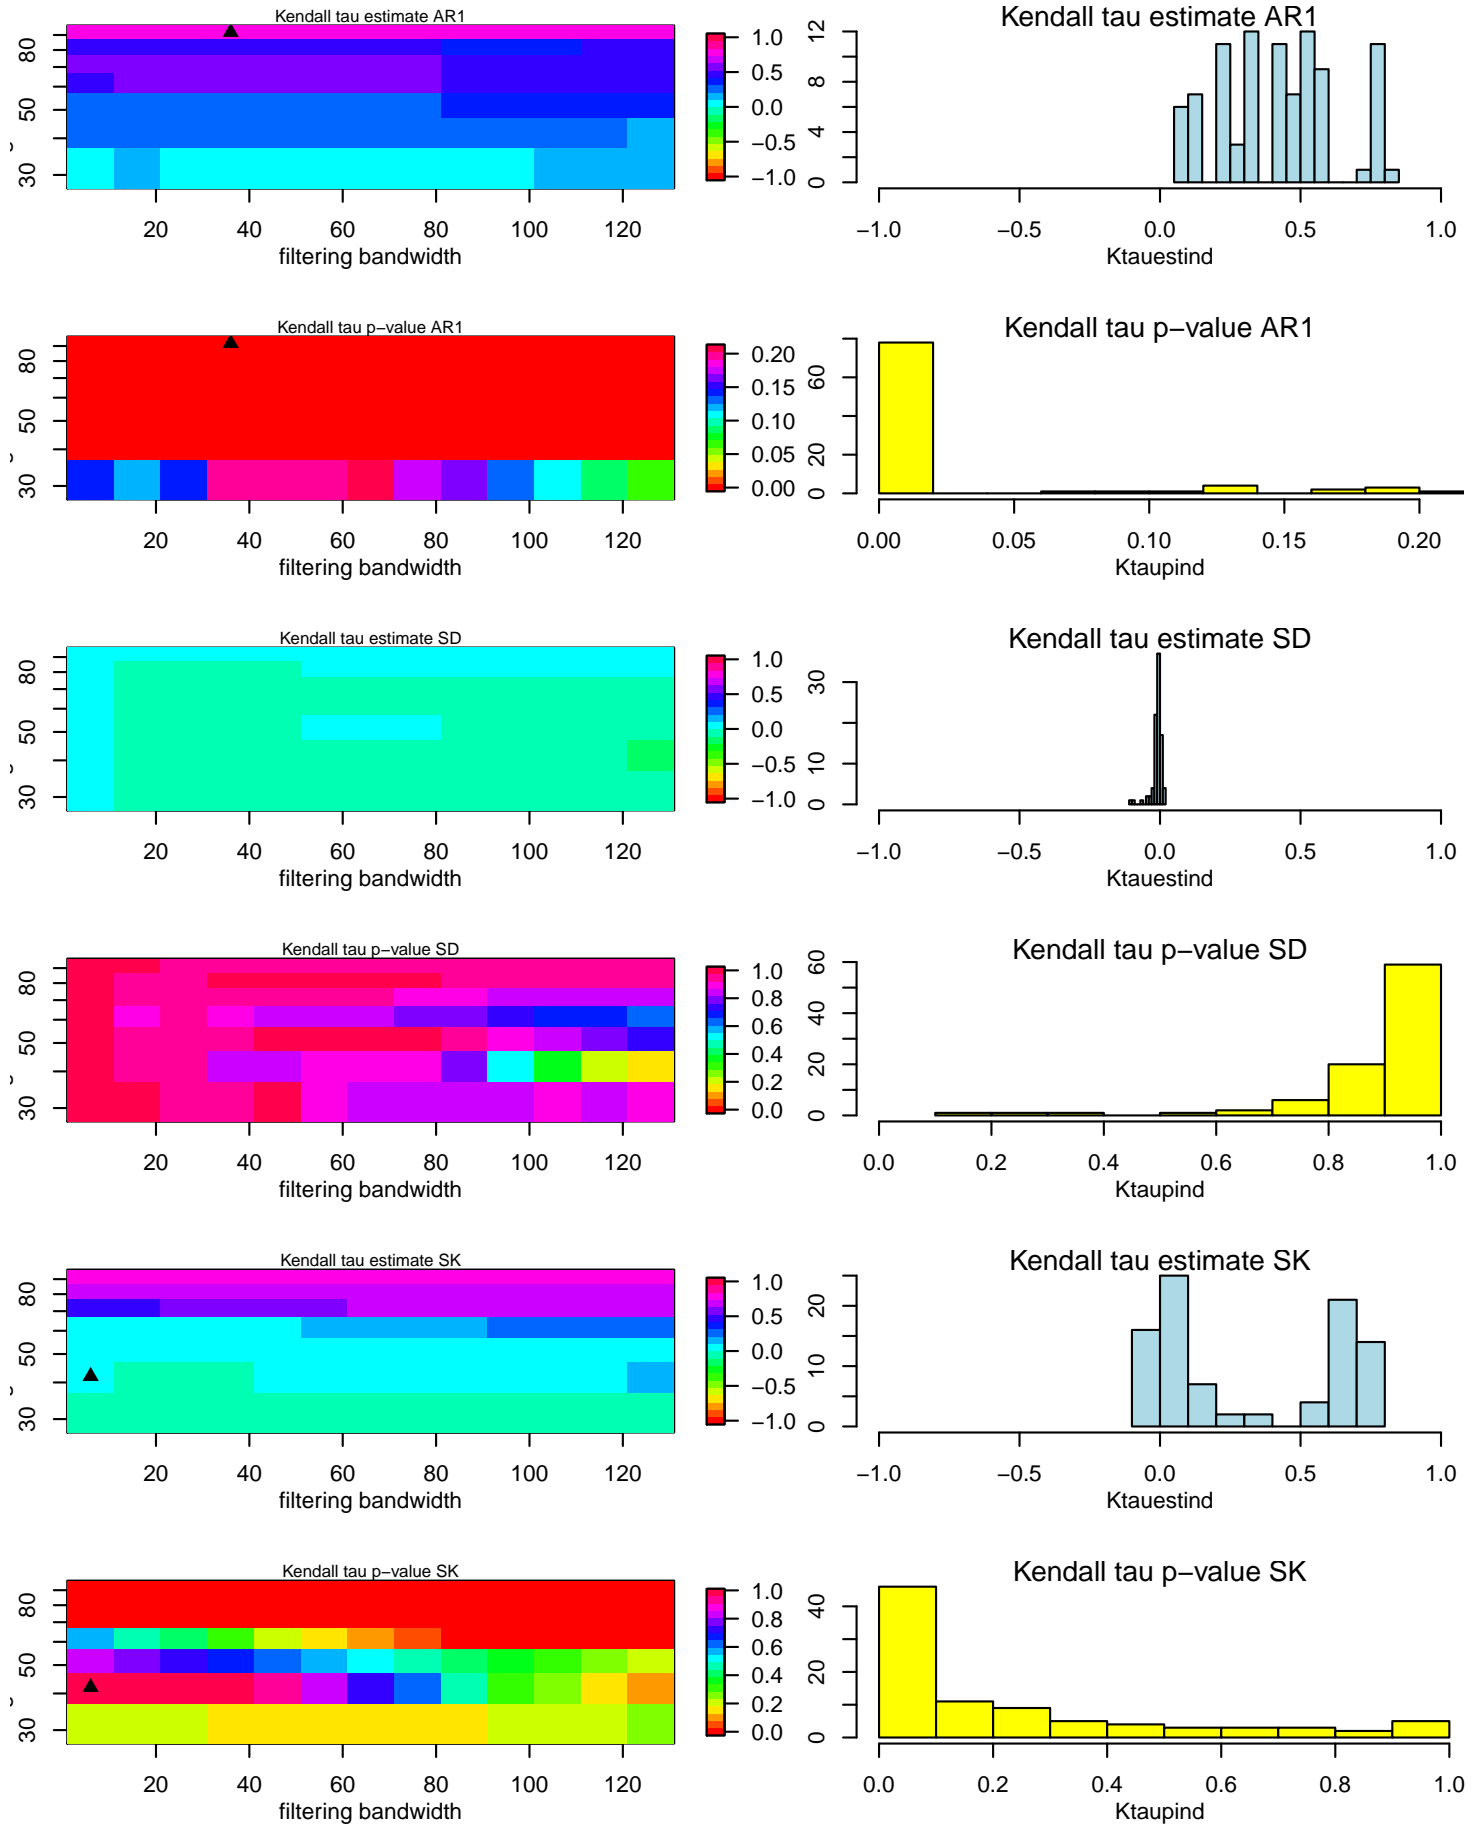 Kendall tau estimate AR1
80
50
30
20 40 60 80 100 120
filtering bandwidth
1.0
0.5
0.0
−0.5
−1.0
Kendall tau estimate AR1
12
8
4
0
−1.0 −0.5 0.0 0.5 1.0
Ktauestind
Kendall tau p−value AR1
80
50
30
20 40 60 80 100 120
filtering bandwidth
0.20
0.15
0.10
0.05
0.00
Kendall tau p−value AR1
60
20
0
0.00 0.05 0.10 0.15 0.20
Ktaupind
Kendall tau estimate SD
80
50
30
20 40 60 80 100 120
filtering bandwidth
1.0
0.5
0.0
−0.5
−1.0
Kendall tau estimate SD
30
10
0
−1.0 −0.5 0.0 0.5 1.0
Ktauestind
Kendall tau p−value SD
80
50
30
20 40 60 80 100 120
filtering bandwidth
1.0
0.8
0.6
0.4
0.2
0.0
Kendall tau p−value SD
60
40
20
0
0.0 0.2 0.4 0.6 0.8 1.0
Ktaupind
Kendall tau estimate SK
80
50
30
20 40 60 80 100 120
filtering bandwidth
1.0
0.5
0.0
−0.5
−1.0
Kendall tau estimate SK
20
10
0
−1.0 −0.5 0.0 0.5 1.0
Ktauestind
Kendall tau p−value SK
80
50
30
20 40 60 80 100 120
filtering bandwidth
1.0
0.8
0.6
0.4
0.2
0.0
Kendall tau p−value SK
40
20
0
0.0 0.2 0.4 0.6 0.8 1.0
Ktaupind